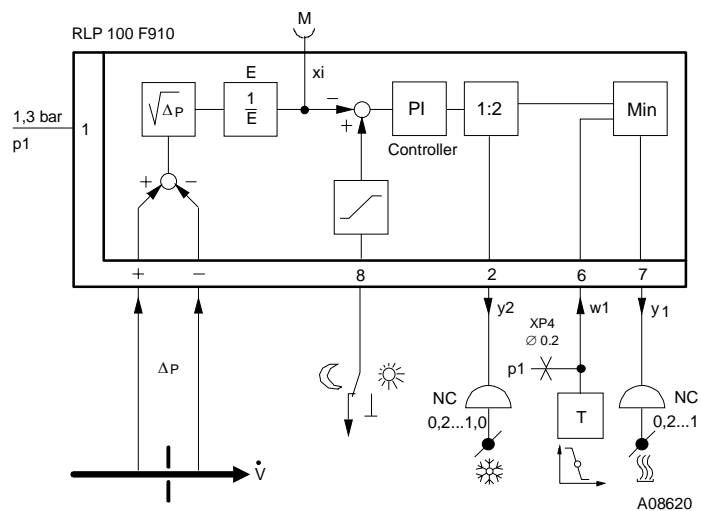 M
RLP 100 F910
E
xi
1,3 bar
p1
1
√ΔP
1
E
−
+
PI
Controller
1:2
Min
+
−
+
−
8
2
6
7
y2
w1
y1
XP4
Ø 0.2
p1
ΔP
NC
0,2...1,0
T
NC
0,2...1
V̇
A08620